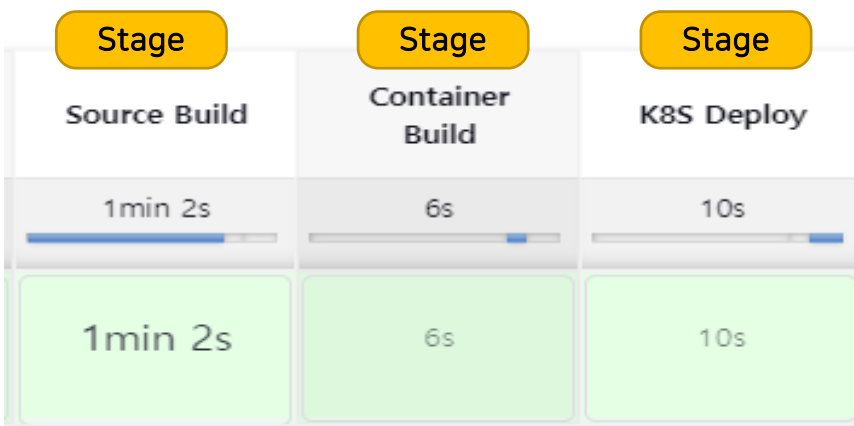 Stage Stage Stage
Source Build
Container
Build
K8S Deploy
1min 2s 6s 10s
1min 2s 6s 10s